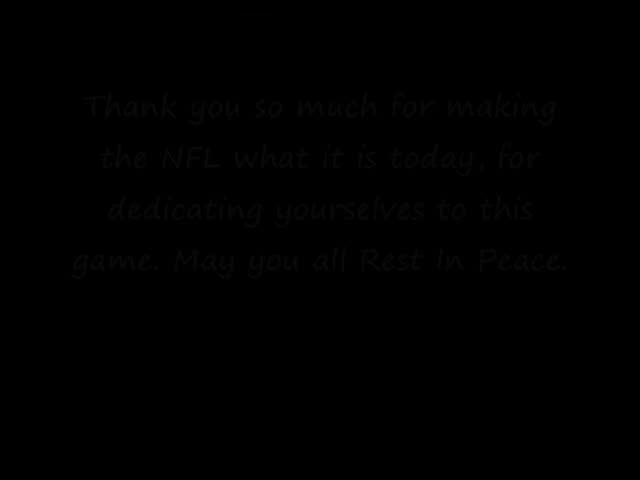 Thank you so much for making
the NFL what it is today, for
dedicating yourselves to this
game. May you all Rest In Peace.